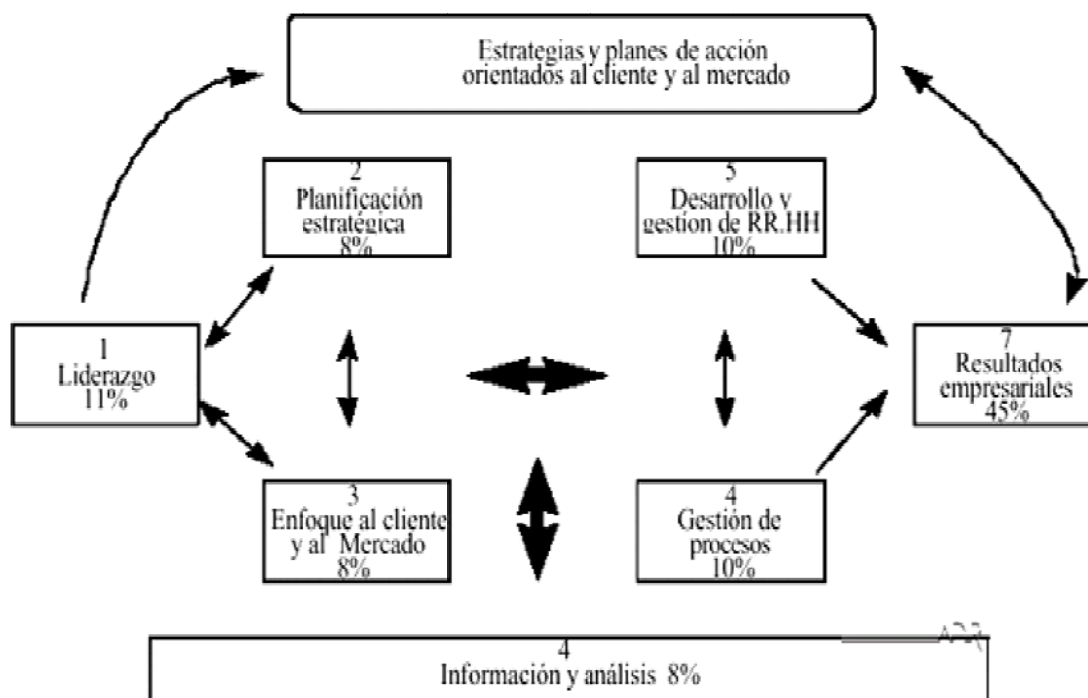 Estrategias y planes de acción
orientados al cliente y al mercado
2
Planificación
estratégica
8%
5
Desarrollo y
gestion de RR.HH
10%
1
Liderazgo
11%
7
Resultados
empresariales
45%
3
Enfoque al cliente
y al Mercado
8%
4
Gestión de
procesos
10%
4
Información y análisis 8%